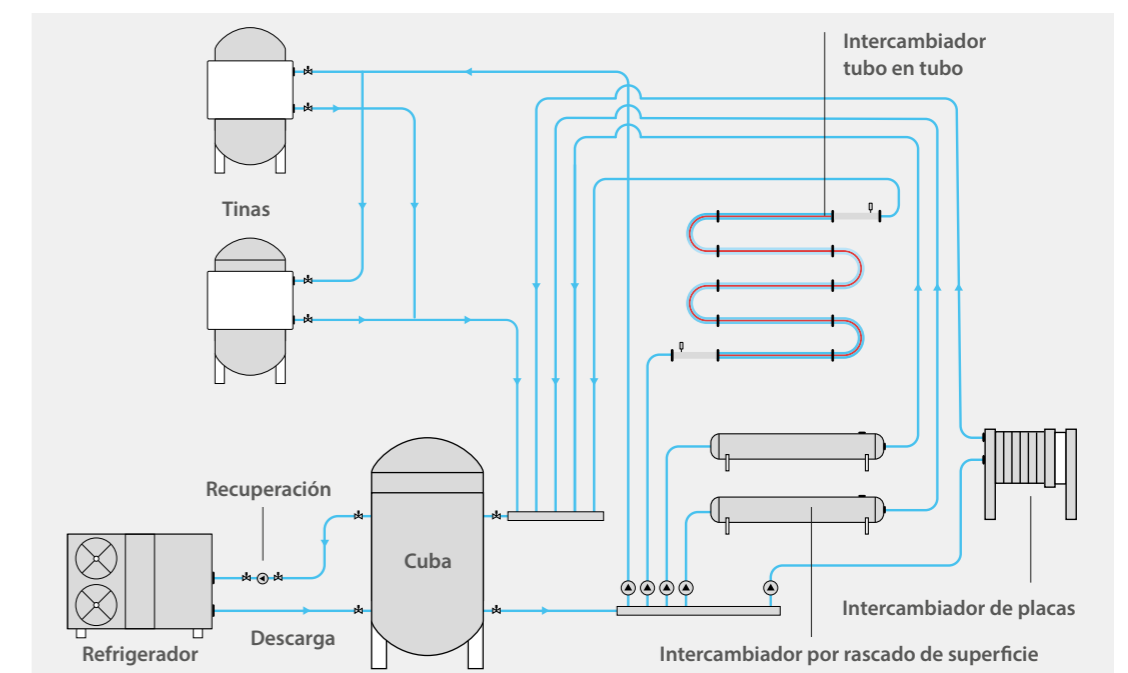 Intercambiador
tubo en tubo
Tinas
Recuperación
Cuba
Descarga
Refrigerador
Intercambiador de placas
Intercambiador por rascado de superficie